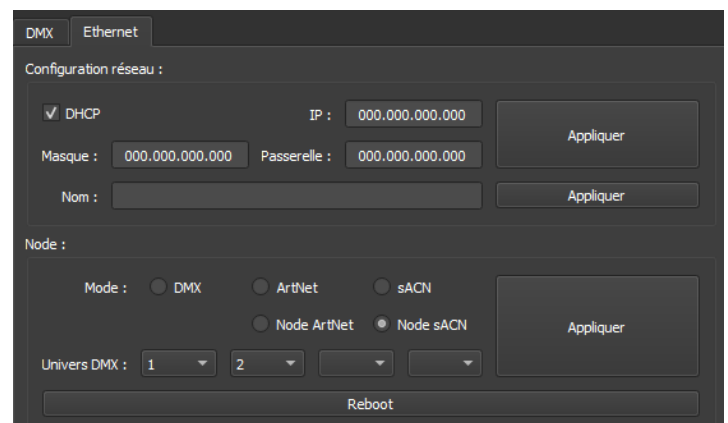 DMX Ethernet
Configuration réseau :
DHCP IP : 000.000.000.000 Appliquer
Masque : 000.000.000.000 Passerelle : 000.000.000.000
Nom : Appliquer
Node :
Mode : DMX ArtNet sACN
Node ArtNet Node sACN Appliquer
Univers DMX : 1 2
Reboot